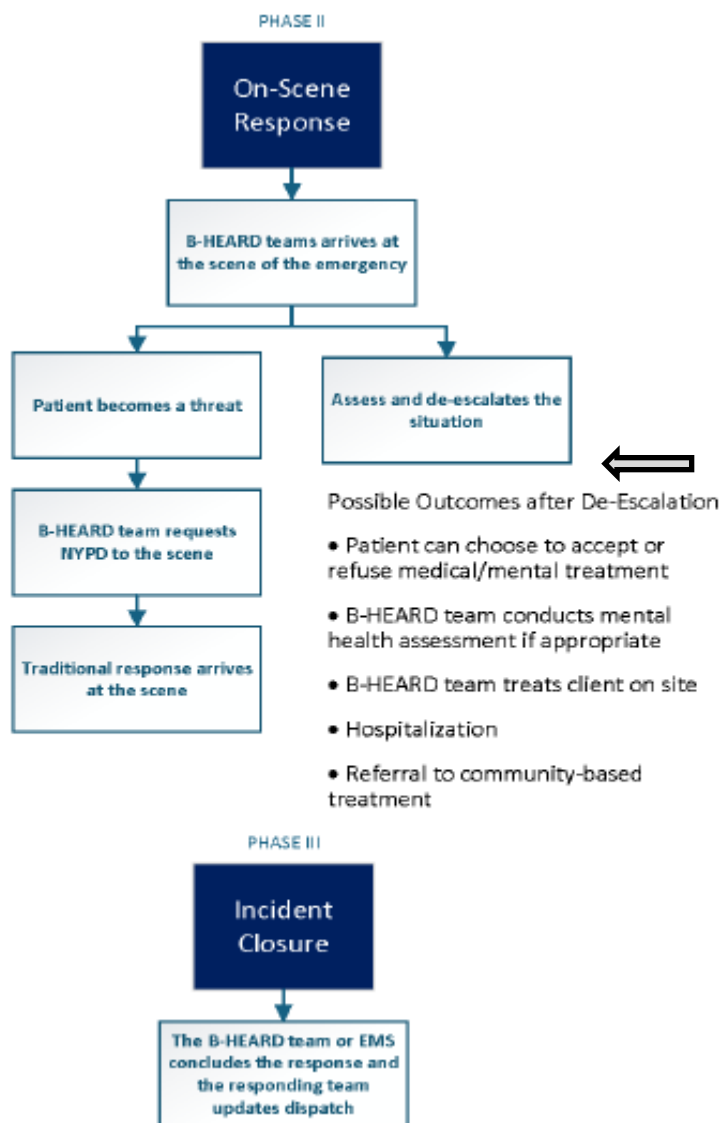 PHASE II
On-Scene
Response
B-HEARD teams arrives at
the scene of the emergency
Patient becomes a threat
Assess and de-escalates the
situation
B-HEARD team requests
NYPD to the scene
Traditional response arrives
at the scene
Possible Outcomes after De-Escalation
• Patient can choose to accept or
refuse medical/mental treatment
• B-HEARD team conducts mental
health assessment if appropriate
• B-HEARD team treats client on site
• Hospitalization
• Referral to community-based
treatment
PHASE III
Incident
Closure
The B-HEARD team or EMS
concludes the response and
the responding team
updates dispatch